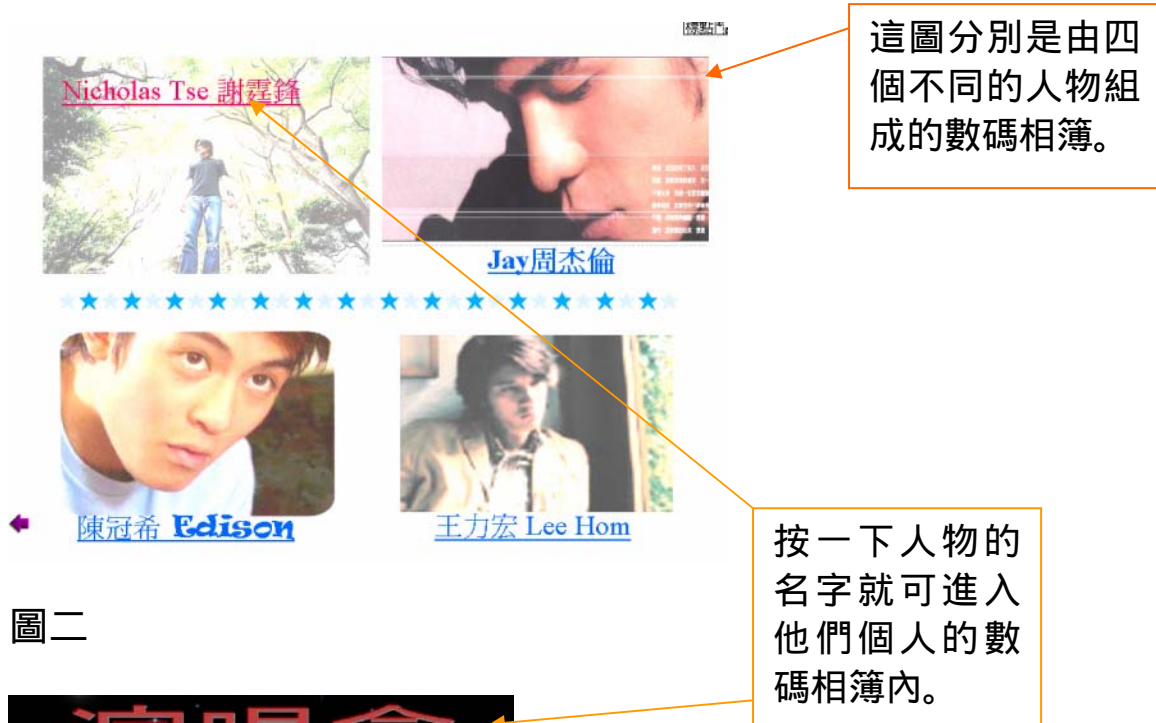 這圖分別是由四
個不同的人物組
成的數碼相簿。
Nicholas Tse 謝霆鋒
Jay周杰倫
陳冠希 Edison
王力宏 Lee Hom
按一下人物的
名字就可進入
他們個人的數
碼相簿內。
圖二
演唱會